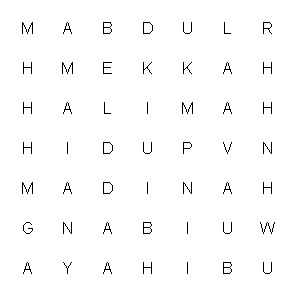 M A B D U L R
H M E K K A H
H A L I M A H
H I D U P V N
M A D I N A H
G N A B I U W
A Y A H I B U